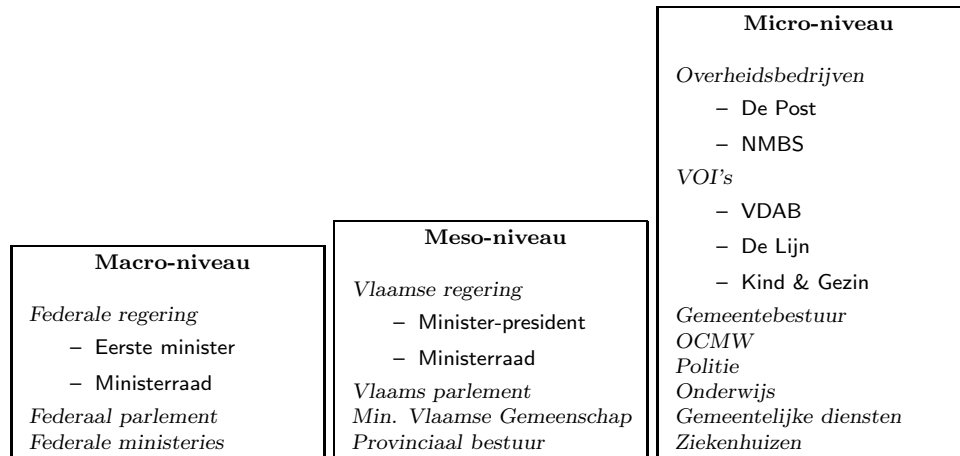 Macro-niveau
Federale regering
– Eerste minister
– Ministerraad
Federaal parlement
Federale ministeries
Meso-niveau
Vlaamse regering
– Minister-president
– Ministerraad
Vlaams parlement
Min. Vlaamse Gemeenschap
Provinciaal bestuur
Micro-niveau
Overheidsbedrijven
– De Post
– NMBS
VOI's
– VDAB
– De Lijn
– Kind & Gezin
Gemeentebestuur
OCMW
Politie
Onderwijs
Gemeentelijke diensten
Ziekenhuizen